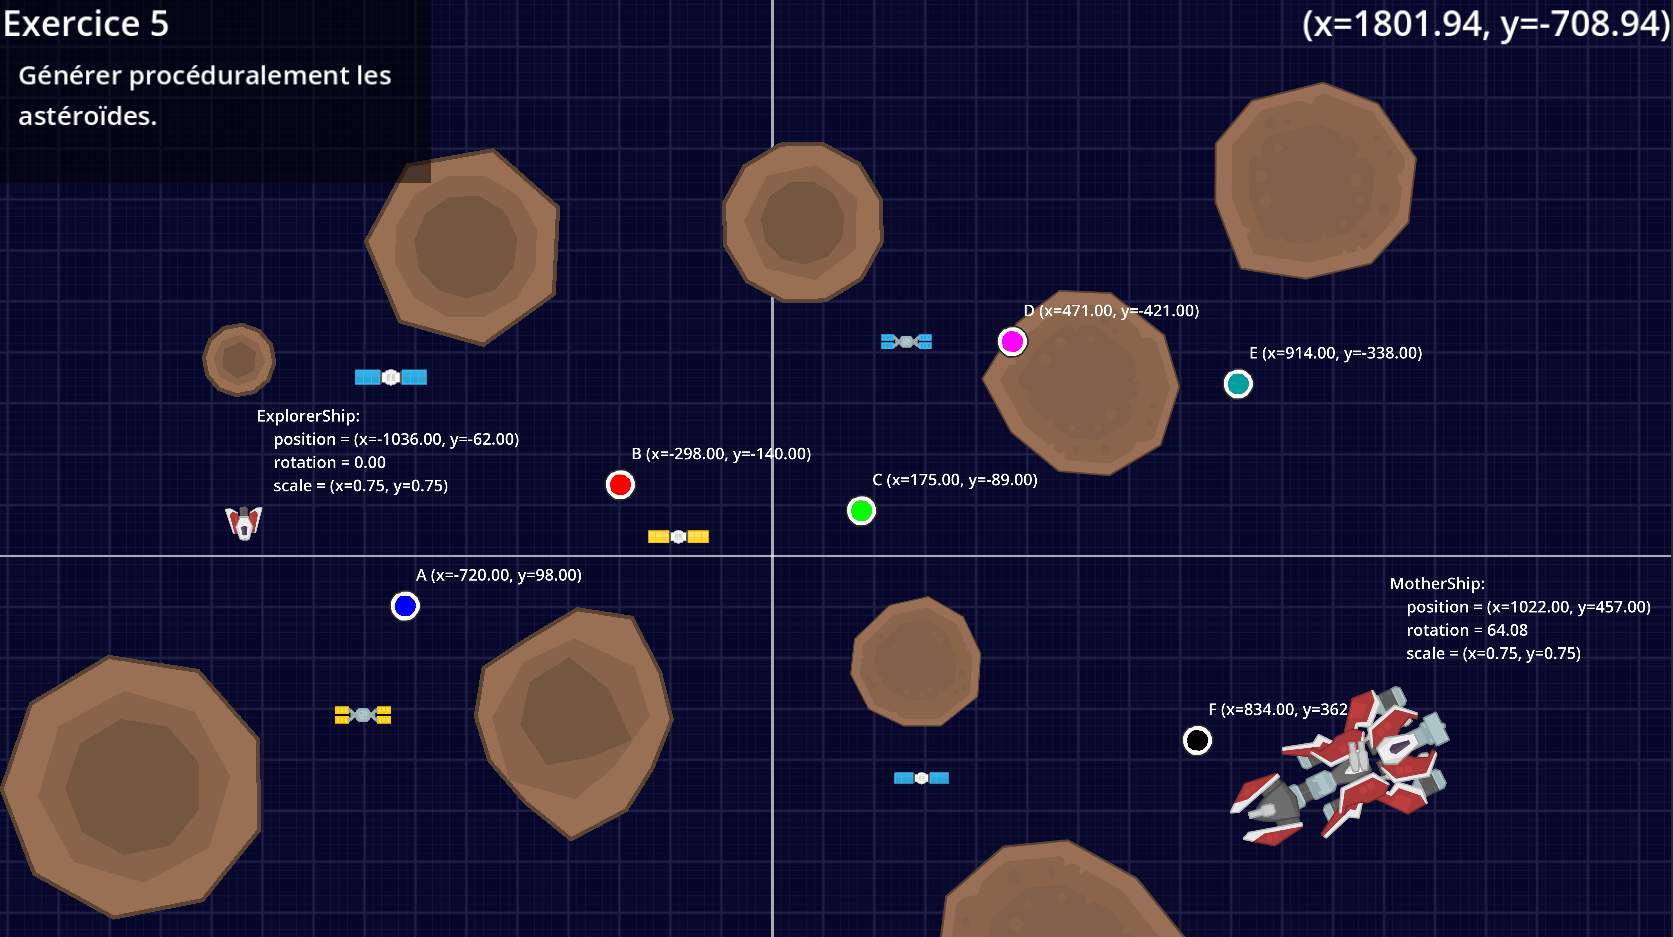 Exercice 5
(x=1801.94, y=-708.94)
Générer procéduralement les
astéroïdes.
D (x=471.00, y=-421.00)
E (x=914.00, y=-338.00)
ExplorerShip:
position = (x=-1036.00, y=-62.00)
rotation = 0.00
scale = (x=0.75, y=0.75)
B (x=-298.00, y=-140.00)
C (x=175.00, y=-89.00)
A (x=-720.00, y=98.00)
MotherShip:
position = (x=1022.00, y=457.00)
rotation = 64.08
scale = (x=0.75, y=0.75)
F (x=834.00, y=362